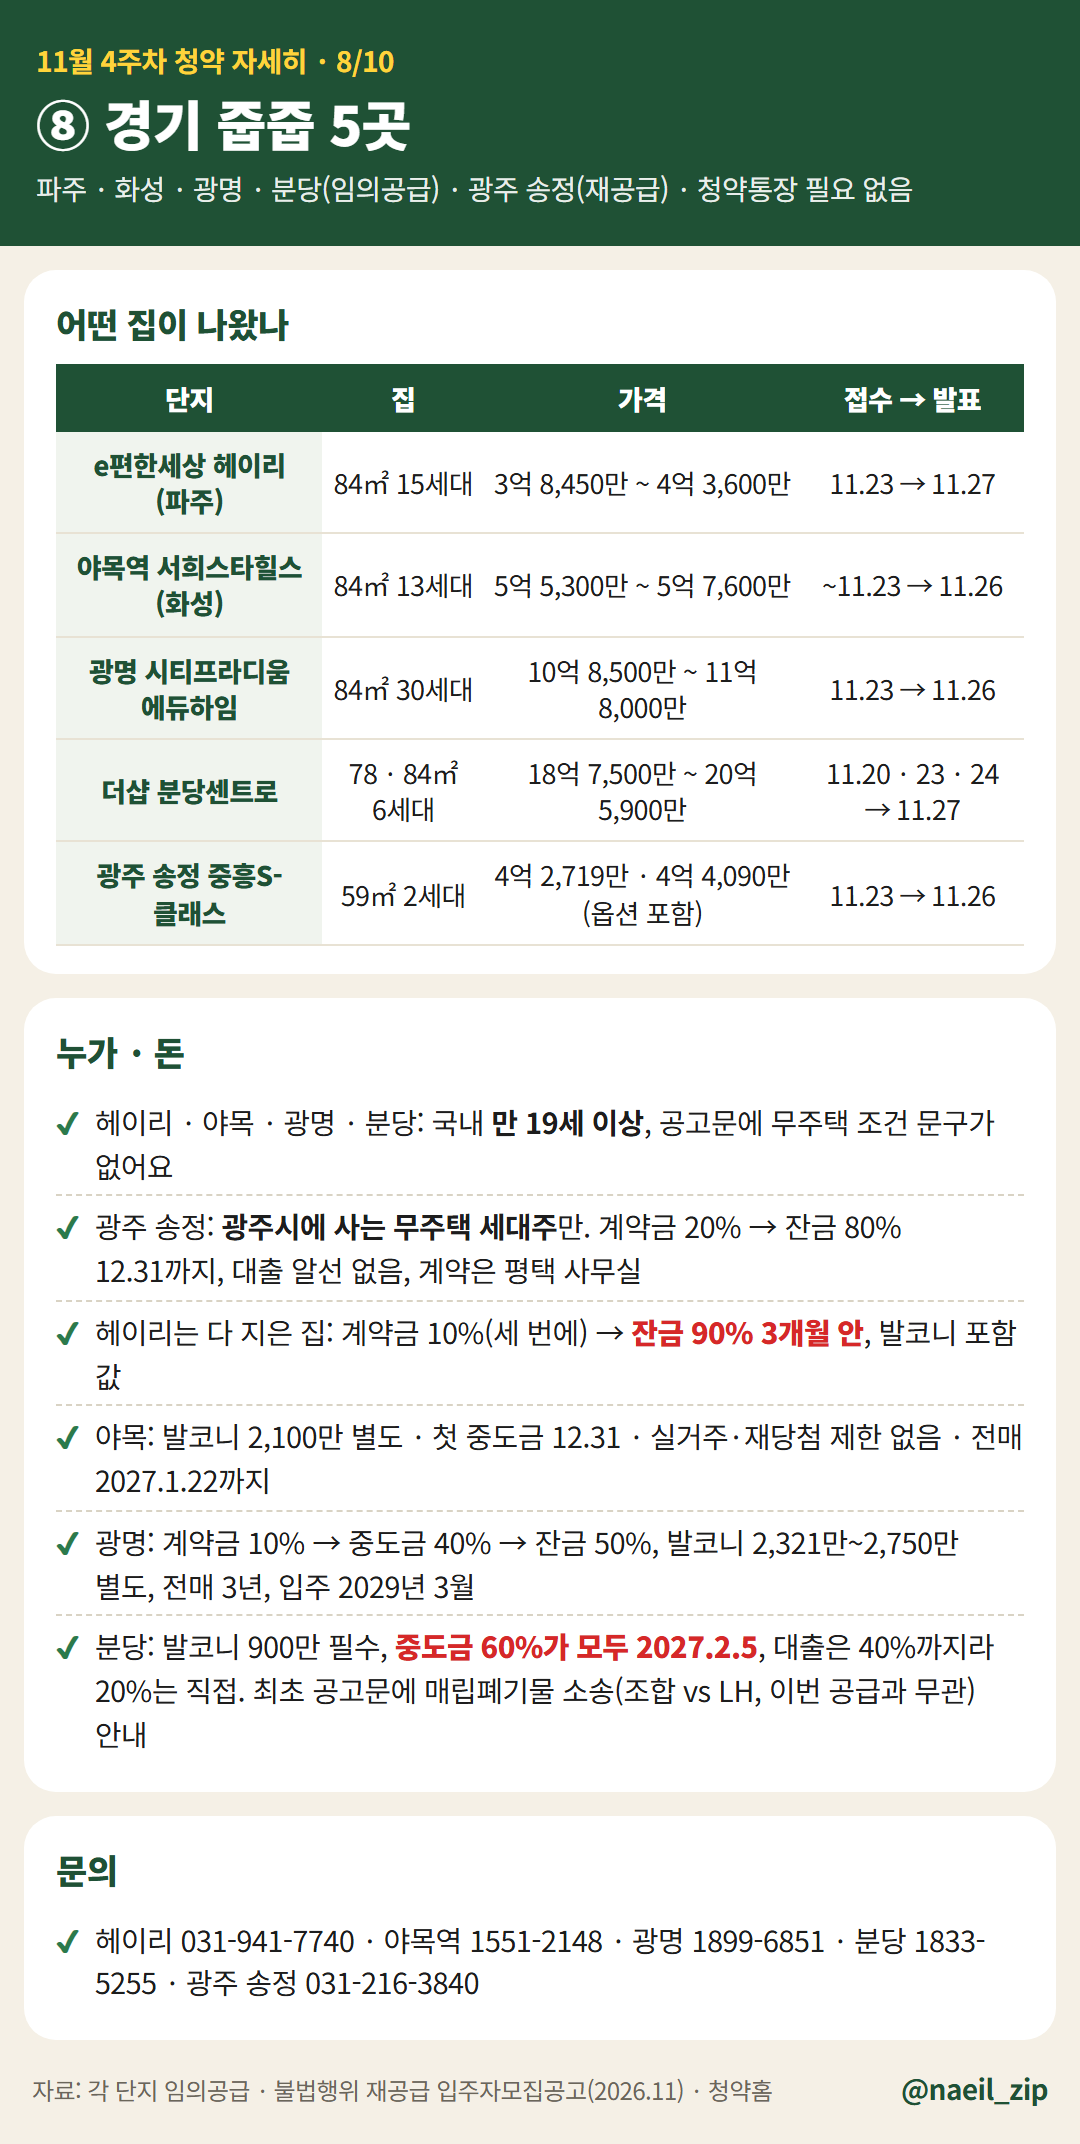 11월 4주차 청약 자세히 · 8/10
⑧ 경기 줍줍 5곳
파주 · 화성 · 광명 · 분당(임의공급) · 광주 송정(재공급) · 청약통장 필요 없음
어떤 집이 나왔나
단지 집 가격 접수 → 발표
e편한세상 헤이리
(파주)
84㎡ 15세대 3억 8,450만 ~ 4억 3,600만 11.23 → 11.27
야목역 서희스타힐스
(화성)
84㎡ 13세대 5억 5,300만 ~ 5억 7,600만 ~11.23 → 11.26
광명 시티프라디움
에듀하임
84㎡ 30세대
10억 8,500만 ~ 11억
8,000만
11.23 → 11.26
더샵 분당센트로
78 · 84㎡
6세대
18억 7,500만 ~ 20억
5,900만
11.20 · 23 · 24
→ 11.27
광주 송정 중흥S-
클래스
59㎡ 2세대
4억 2,719만 · 4억 4,090만
(옵션 포함)
11.23 → 11.26
누가 · 돈
✔ 헤이리 · 야목 · 광명 · 분당: 국내 만 19세 이상, 공고문에 무주택 조건 문구가
없어요
✔ 광주 송정: 광주시에 사는 무주택 세대주만. 계약금 20% → 잔금 80%
12.31까지, 대출 알선 없음, 계약은 평택 사무실
✔ 헤이리는 다 지은 집: 계약금 10%(세 번에) → 잔금 90% 3개월 안, 발코니 포함
값
✔ 야목: 발코니 2,100만 별도 · 첫 중도금 12.31 · 실거주·재당첨 제한 없음 · 전매
2027.1.22까지
✔ 광명: 계약금 10% → 중도금 40% → 잔금 50%, 발코니 2,321만~2,750만
별도, 전매 3년, 입주 2029년 3월
✔ 분당: 발코니 900만 필수, 중도금 60%가 모두 2027.2.5, 대출은 40%까지라
20%는 직접. 최초 공고문에 매립폐기물 소송(조합 vs LH, 이번 공급과 무관)
안내
문의
✔ 헤이리 031-941-7740 · 야목역 1551-2148 · 광명 1899-6851 · 분당 1833-
5255 · 광주 송정 031-216-3840
자료: 각 단지 임의공급 · 불법행위 재공급 입주자모집공고(2026.11) · 청약홈
@naeil_zip